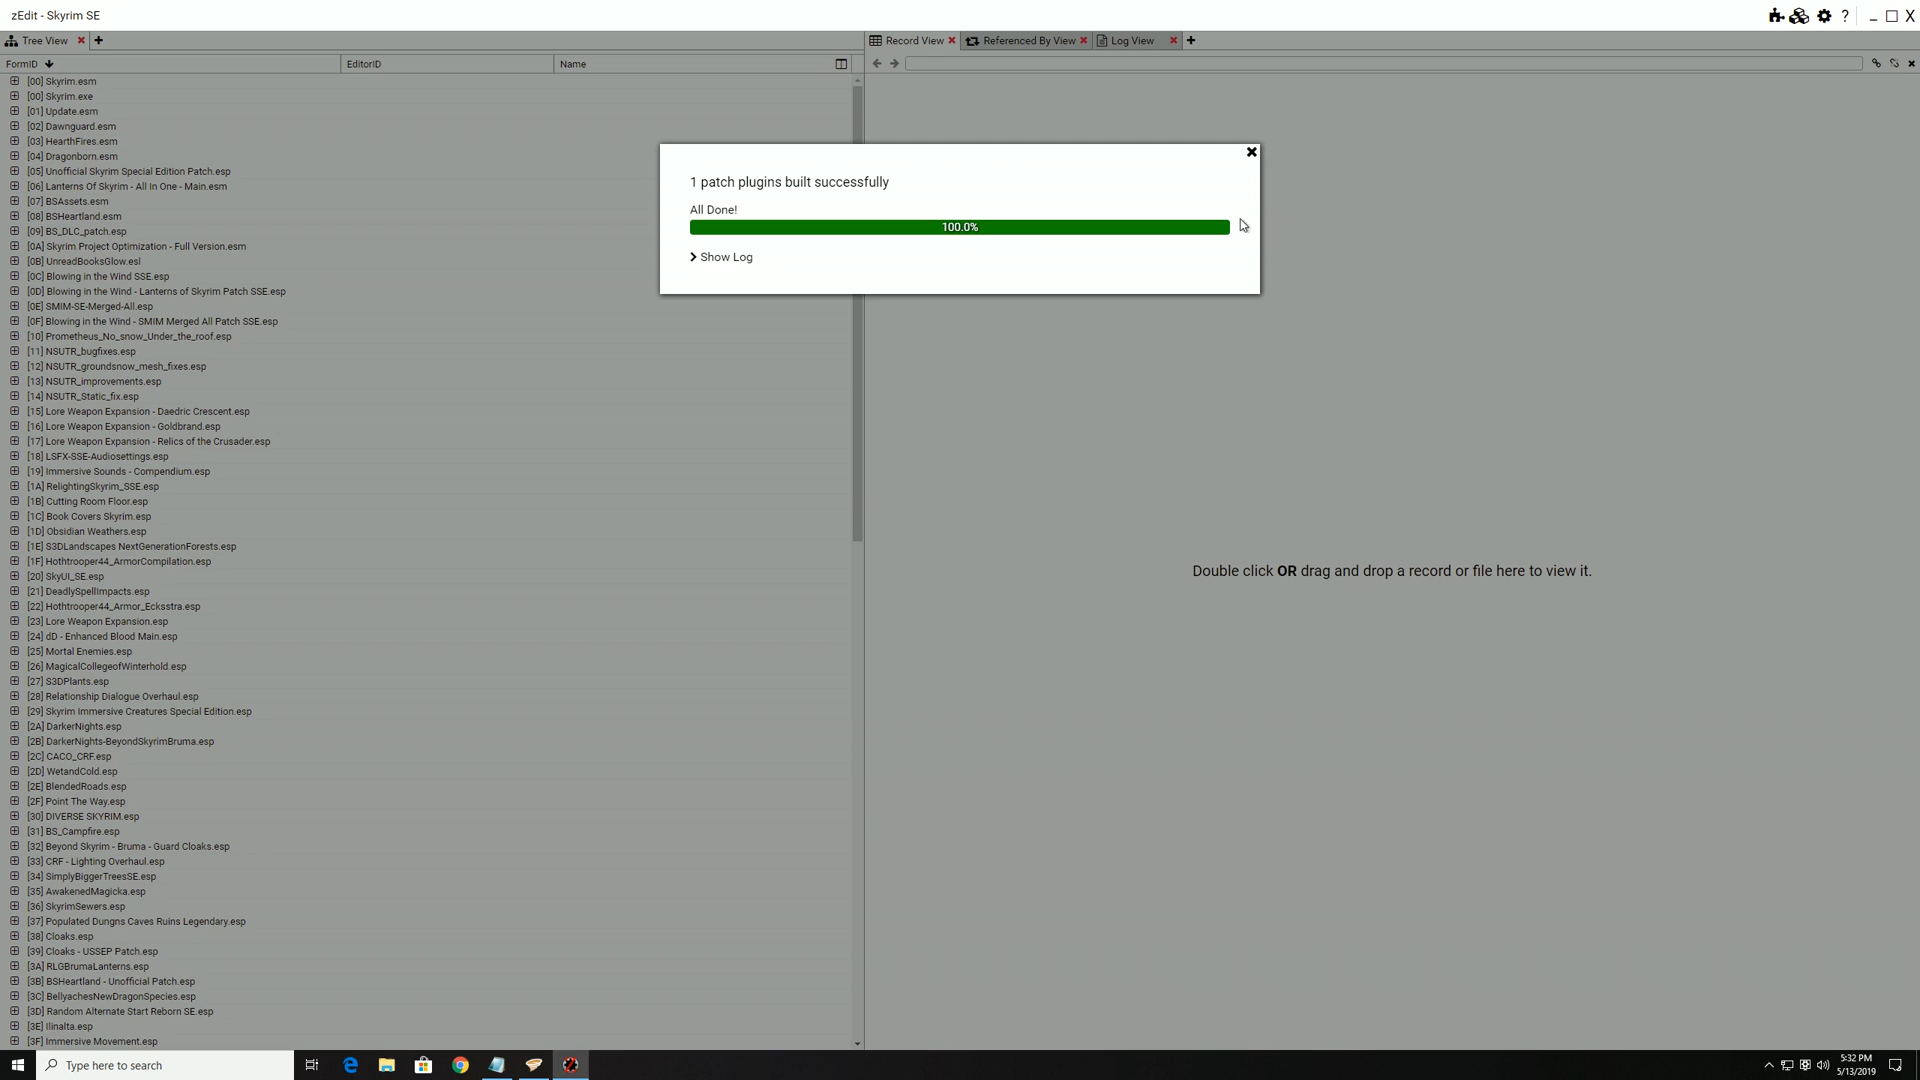 zEdit - Skyrim SE
?
Tree View
Record View
Referenced By View
Log View
FormID
EditorID
Name
[00] Skyrim.esm
[00] Skyrim.exe
[01] Update.esm
[02] Dawnguard.esm
[03] HearthFires.esm
[04] Dragonborn.esm
[05] Unofficial Skyrim Special Edition Patch.esp
[06] Lanterns Of Skyrim - All In One - Main.esm
[07] BSAssets.esm
[08] BSHeartland.esm
[09] BS_DLC_patch.esp
[0A] Skyrim Project Optimization - Full Version.esm
[0B] UnreadBooksGlow.esl
[0C] Blowing in the Wind SSE.esp
[0D] Blowing in the Wind - Lanterns of Skyrim Patch SSE.esp
[0E] SMIM-SE-Merged-All.esp
[0F] Blowing in the Wind - SMIM Merged All Patch SSE.esp
[10] Prometheus_No_snow_Under_the_roof.esp
[11] NSUTR_bugfixes.esp
[12] NSUTR_groundsnow_mesh_fixes.esp
[13] NSUTR_improvements.esp
[14] NSUTR_Static_fix.esp
[15] Lore Weapon Expansion - Daedric Crescent.esp
[16] Lore Weapon Expansion - Goldbrand.esp
[17] Lore Weapon Expansion - Relics of the Crusader.esp
[18] LSFX-SSE-Audiosettings.esp
[19] Immersive Sounds - Compendium.esp
[1A] RelightingSkyrim_SSE.esp
[1B] Cutting Room Floor.esp
[1C] Book Covers Skyrim.esp
[1D] Obsidian Weathers.esp
[1E] S3DLandscapes NextGenerationForests.esp
[1F] Hothtrooper44_ArmorCompilation.esp
[20] SkyUI_SE.esp
[21] DeadlySpellImpacts.esp
[22] Hothtrooper44_Armor_Ecksstra.esp
[23] Lore Weapon Expansion.esp
[24] dD - Enhanced Blood Main.esp
[25] Mortal Enemies.esp
[26] MagicalCollegeofWinterhold.esp
[27] S3DPlants.esp
[28] Relationship Dialogue Overhaul.esp
[29] Skyrim Immersive Creatures Special Edition.esp
[2A] DarkerNights.esp
[2B] DarkerNights-BeyondSkyrimBruma.esp
[2C] CACO_CRF.esp
[2D] WetandCold.esp
[2E] BlendedRoads.esp
[2F] Point The Way.esp
[30] DIVERSE SKYRIM.esp
[31] BS_Campfire.esp
[32] Beyond Skyrim - Bruma - Guard Cloaks.esp
[33] CRF - Lighting Overhaul.esp
[34] SimplyBiggerTreesSE.esp
[35] AwakenedMagicka.esp
[36] SkyrimSewers.esp
[37] Populated Dungns Caves Ruins Legendary.esp
[38] Cloaks.esp
[39] Cloaks - USSEP Patch.esp
[3A] RLGBrumaLanterns.esp
[3B] BSHeartland - Unofficial Patch.esp
[3C] BellyachesNewDragonSpecies.esp
[3D] Random Alternate Start Reborn SE.esp
[3E] Ilinalta.esp
[3F] Immersive Movement.esp
1 patch plugins built successfully
All Done!
100.0%
Show Log
Double click OR drag and drop a record or file here to view it.
Type here to search
5:32 PM
5/13/2019